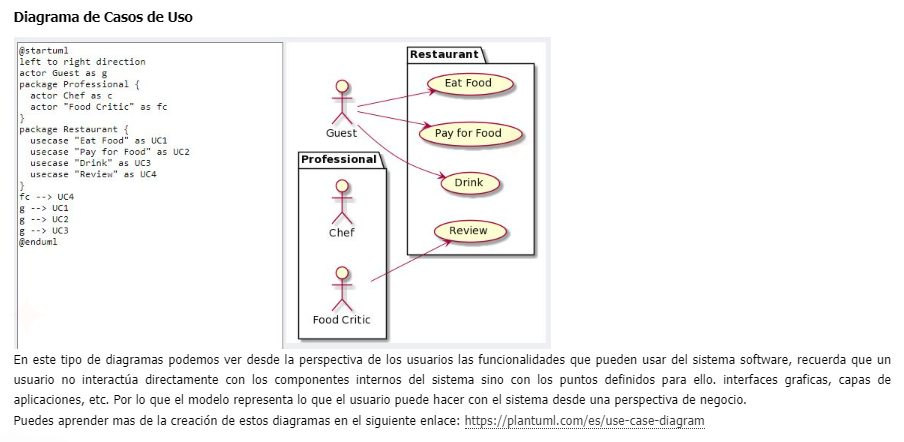 Diagrama de Casos de Uso
@startuml
left to right direction
actor Guest as g
package Professional {
  actor Chef as c
  actor "Food Critic" as fc
}
package Restaurant {
  usecase "Eat Food" as UC1
  usecase "Pay for Food" as UC2
  usecase "Drink" as UC3
  usecase "Review" as UC4
}
fc --> UC4
g --> UC1
g --> UC2
g --> UC3
@enduml
Restaurant
Eat Food
Guest
Pay for Food
Professional
Drink
Chef
Review
Food Critic
En este tipo de diagramas podemos ver desde la perspectiva de los usuarios las funcionalidades que pueden usar del sistema software, recuerda que un
usuario no interactúa directamente con los componentes internos del sistema sino con los puntos definidos para ello. interfaces graficas, capas de
aplicaciones, etc. Por lo que el modelo representa lo que el usuario puede hacer con el sistema desde una perspectiva de negocio.
Puedes aprender mas de la creación de estos diagramas en el siguiente enlace: https://plantuml.com/es/use-case-diagram